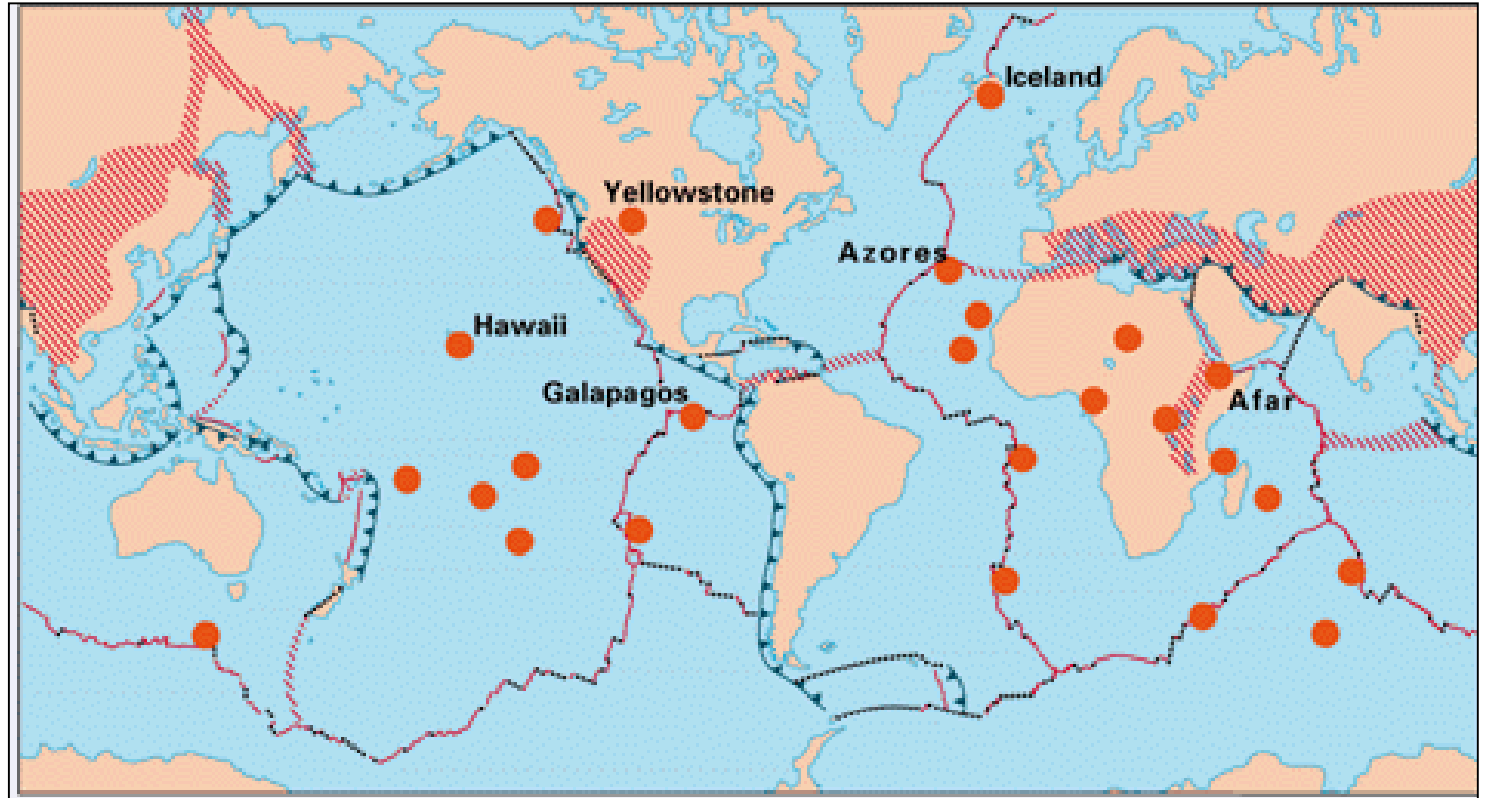 Iceland
Yellowstone
Azores
Hawaii
Galapagos
Afar